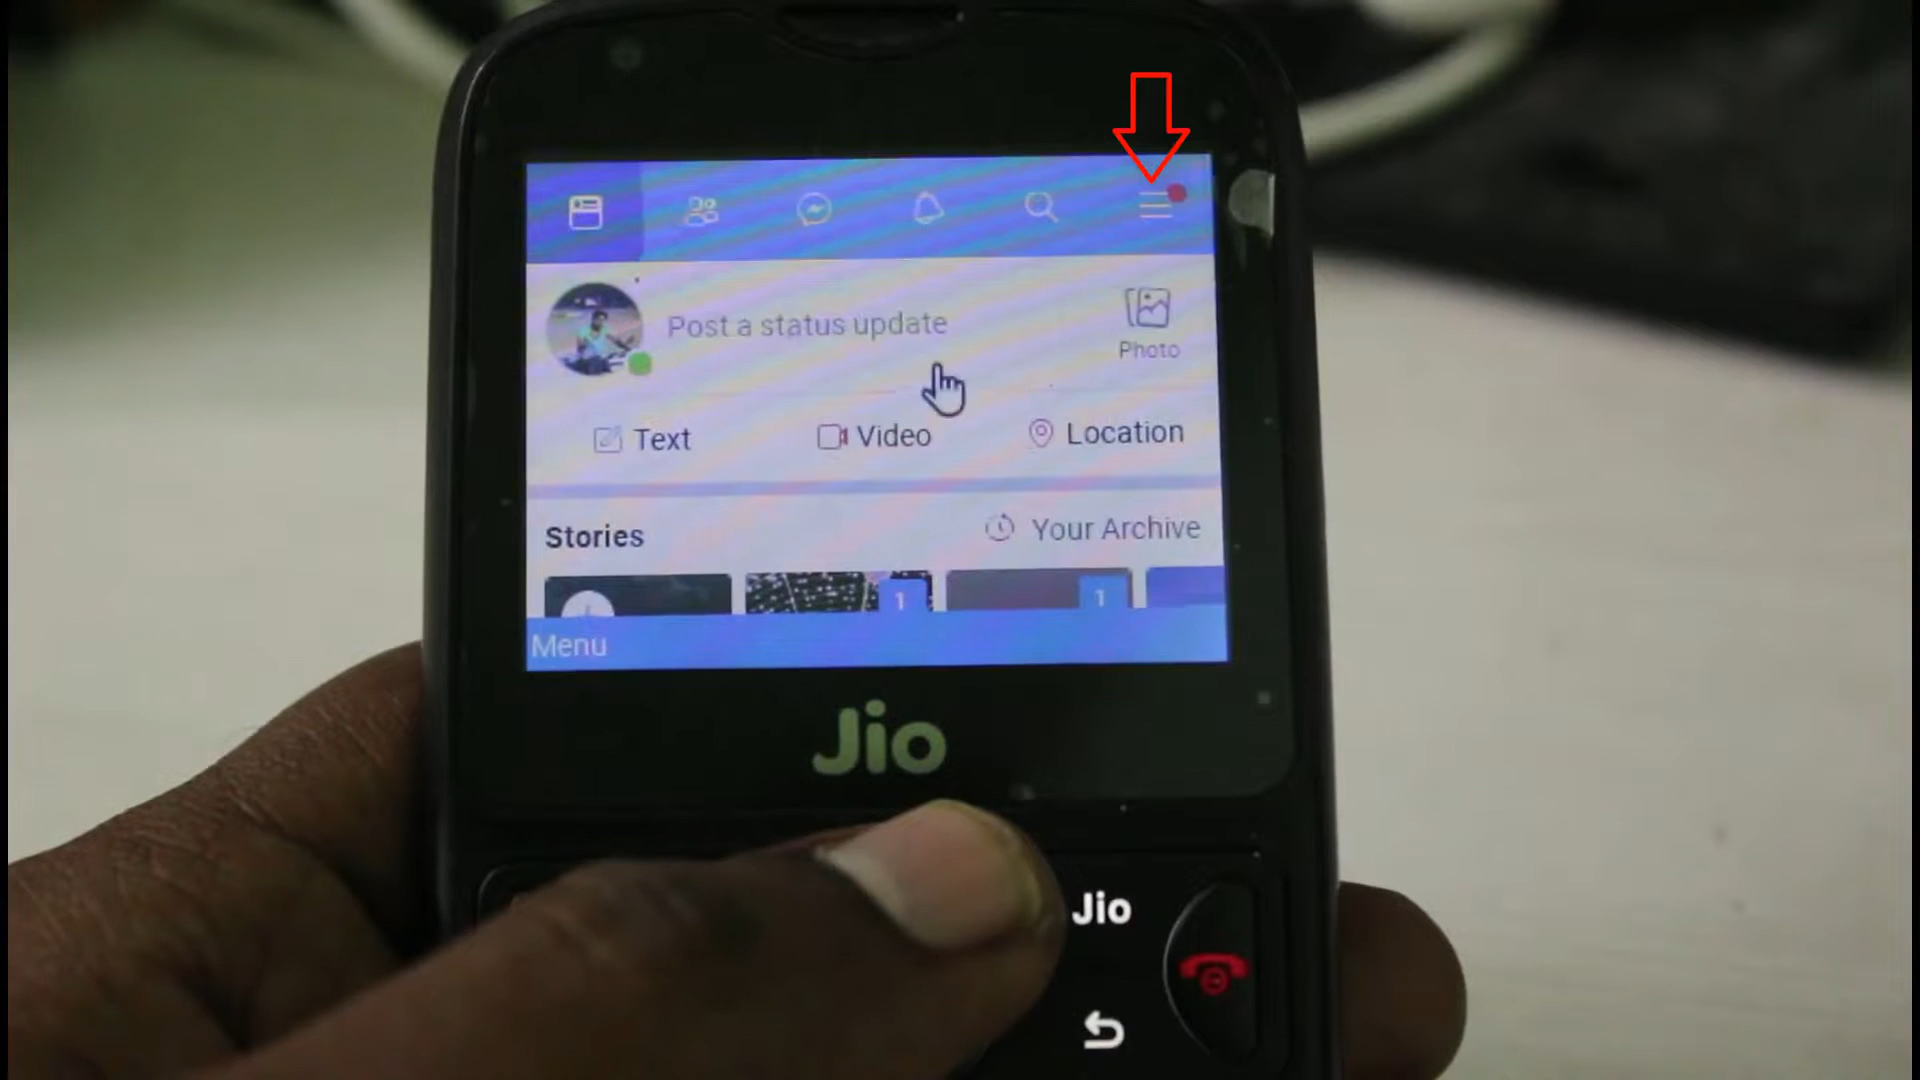 Post a status update
Photo
Text
Video
Location
Stories
Your Archive
1
1
Menu
Jio
Jio